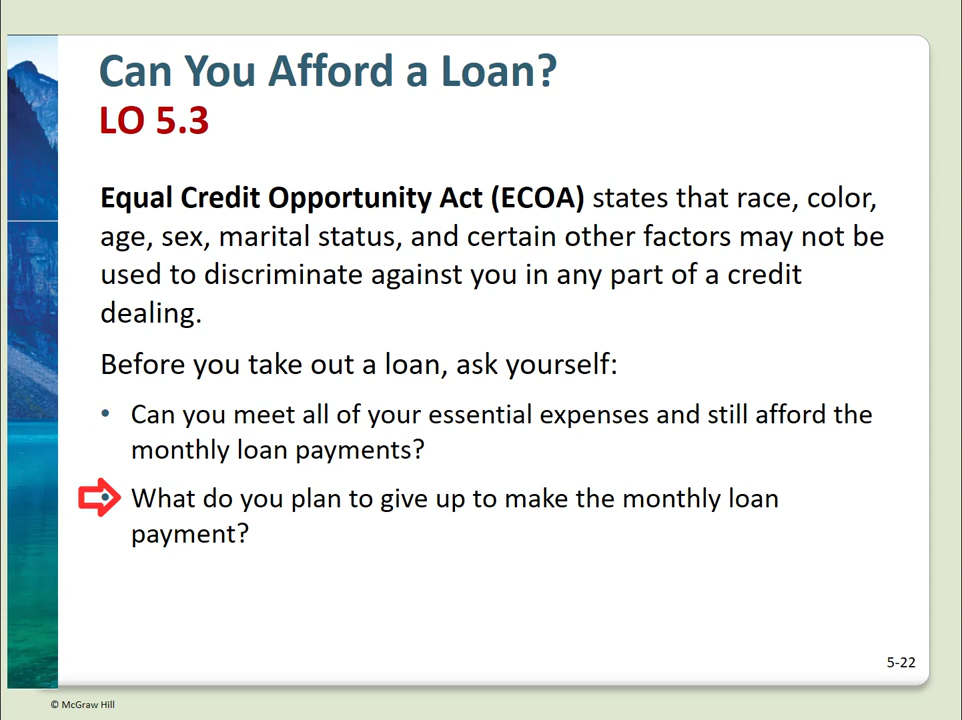 Can You Afford a Loan?
LO 5.3
Equal Credit Opportunity Act (ECOA) states that race, color,
age, sex, marital status, and certain other factors may not be
used to discriminate against you in any part of a credit
dealing.
Before you take out a loan, ask yourself:
• Can you meet all of your essential expenses and still afford the
monthly loan payments?
• What do you plan to give up to make the monthly loan
payment?
5-22
© McGraw Hill